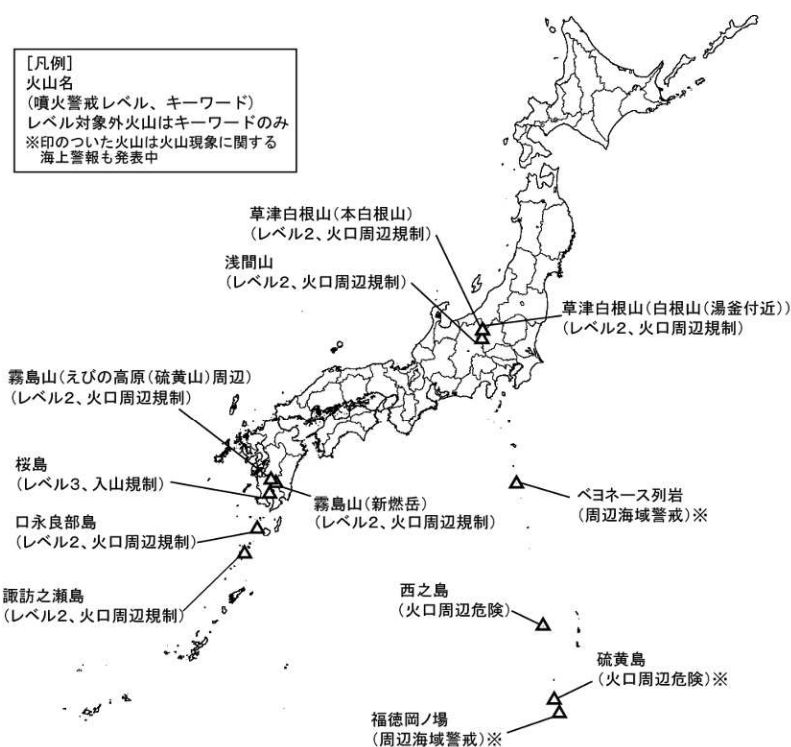 [凡例]
火山名
(噴火警戒レベル、キーワード)
レベル対象外火山はキーワードのみ
※印のついた火山は火山現象に関する
海上警報も発表中
草津白根山(本白根山)
(レベル2、火口周辺規制)
浅間山
(レベル2、火口周辺規制)
草津白根山(白根山(湯釜付近))
(レベル2、火口周辺規制)
霧島山(えびの高原(硫黄山)周辺)
(レベル2、火口周辺規制)
桜島
(レベル3、入山規制)
霧島山(新燃岳)
(レベル2、火口周辺規制)
ベヨネース列岩
(周辺海域警戒)※
口永良部島
(レベル2、火口周辺規制)
諏訪之瀬島
(レベル2、火口周辺規制)
西之島
(火口周辺危険)
硫黄島
(火口周辺危険)※
福徳岡ノ場
(周辺海域警戒)※